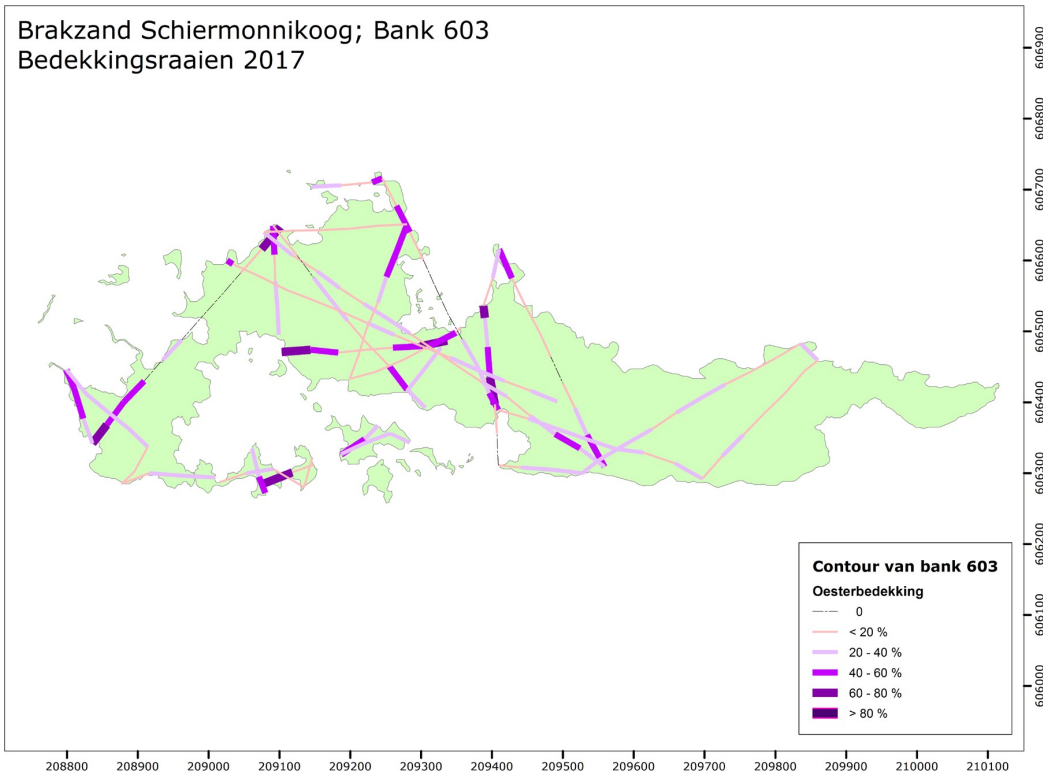 Brakzand Schiermonnikoog; Bank 603
Bedekkingsraaien 2017
606900
606800
606700
606600
606500
606400
606300
606200
606100
606000
Contour van bank 603
Oesterbedekking
0
< 20 %
20 - 40 %
40 - 60 %
60 - 80 %
> 80 %
208800 208900 209000 209100 209200 209300 209400 209500 209600 209700 209800 209900 210000 210100